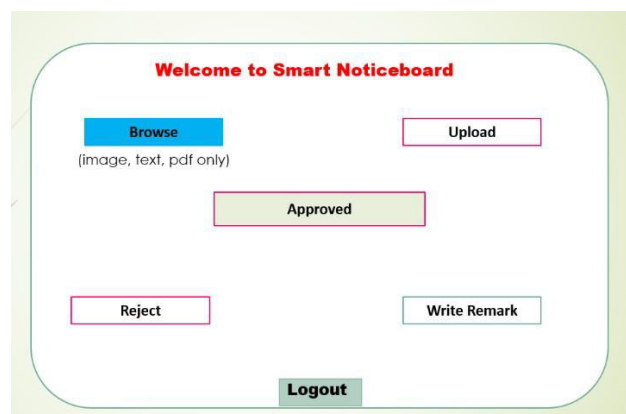 Welcome to Smart Noticeboard
Browse
Upload
(image, text, pdf only)
Approved
Reject
Write Remark
Logout